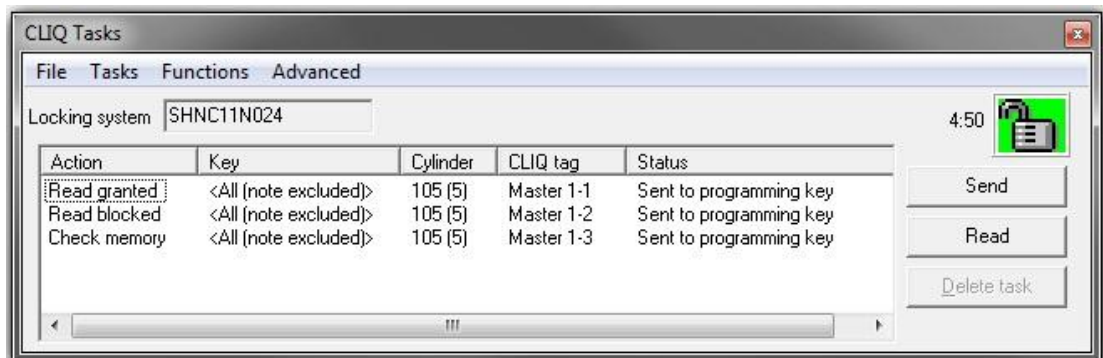 CLIQ Tasks
File Tasks Functions Advanced
Locking system SHNC11N024 4:50
Action Key Cylinder CLIQ tag Status
Read granted <All (note excluded)> 105 (5) Master 1-1 Sent to programming key
Read blocked <All (note excluded)> 105 (5) Master 1-2 Sent to programming key
Check memory <All (note excluded)> 105 (5) Master 1-3 Sent to programming key
Send
Read
Delete task